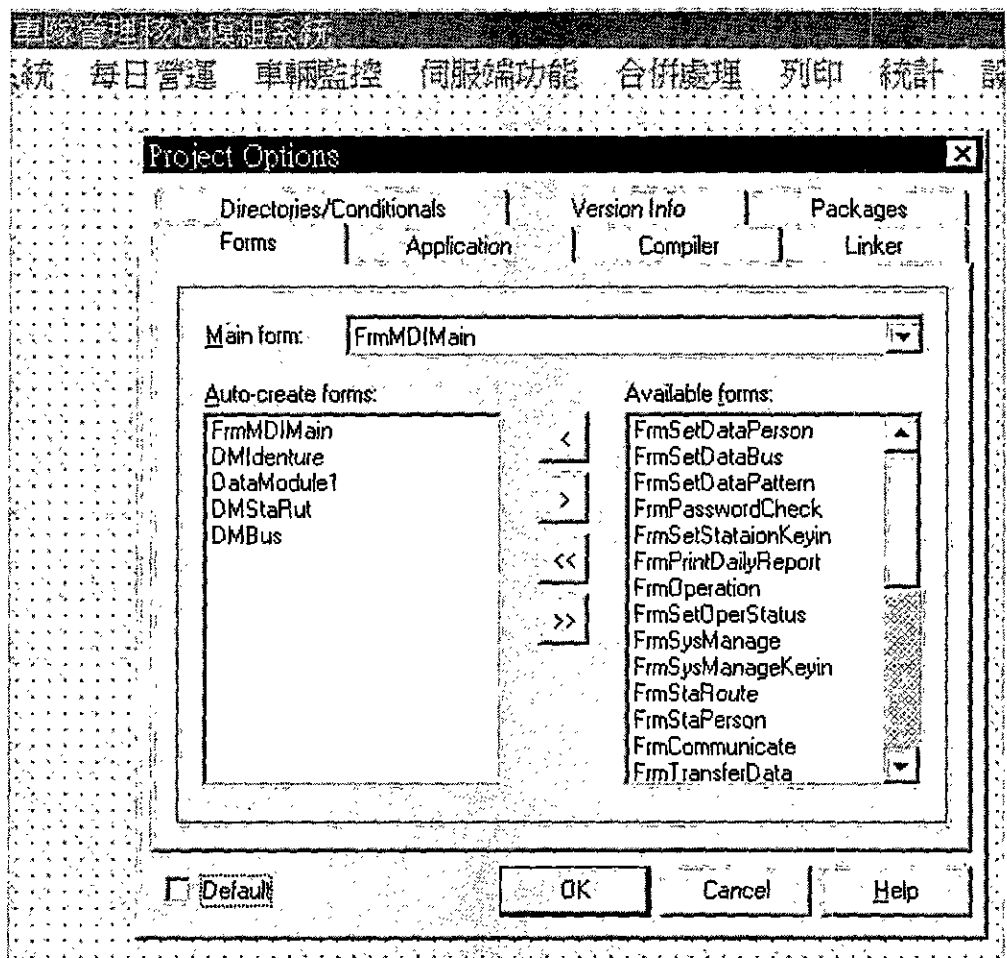 車隊管理核心模組系統
統 每日營運 車輛監控 伺服端功能 合併處理 列印 統計
Project Options
Directories/Conditionals Version Info Packages
Forms Application Compiler Linker
Main form: FrmMDIMain
Auto-create forms: Available forms:
FrmMDIMain < FrmSetDataPerson
DMIdenture FrmSetDataBus
DataModule1 FrmSetDataPattern
DMStaRut > FrmPasswordCheck
DMBus FrmSetStataionKeyin
<< FrmPrintDailyReport
FrmOperation
>> FrmSetOperStatus
FrmSysManage
FrmSysManageKeyin
FrmStaRoute
FrmStaPerson
FrmCommunicate
FrmTransferData
Default OK Cancel Help